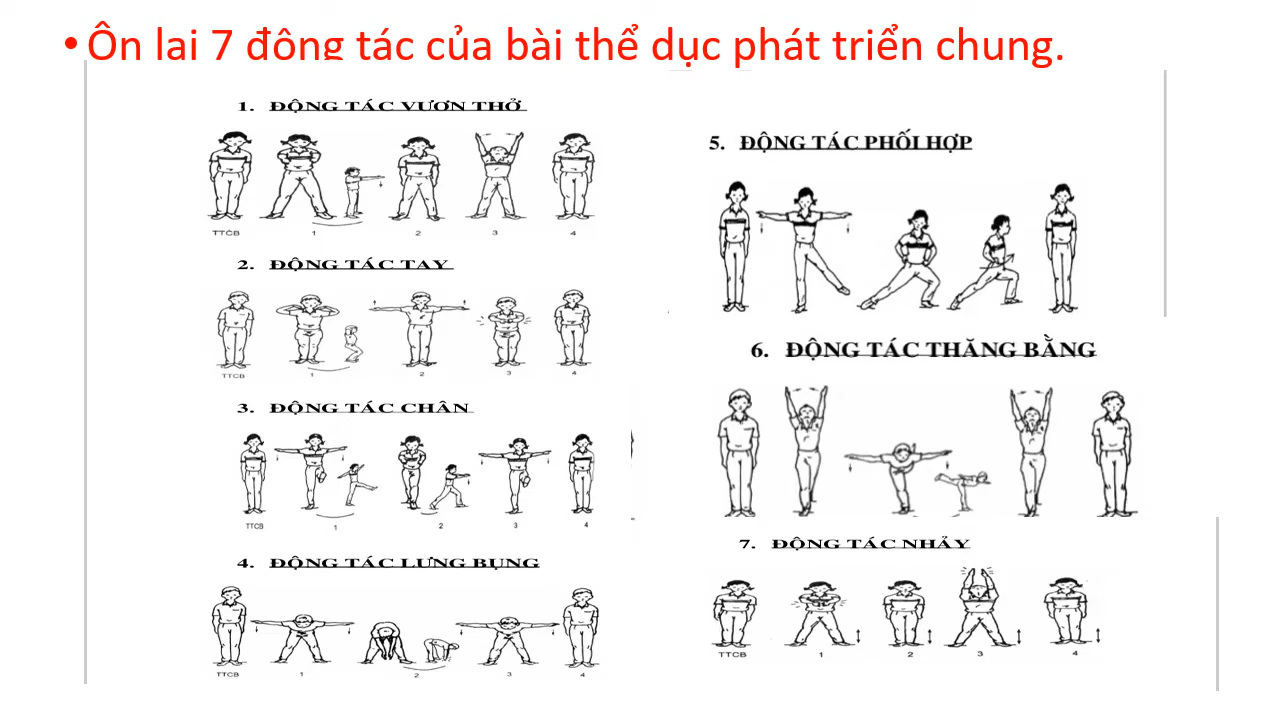 • Ôn lại 7 động tác của bài thể dục phát triển chung.
1. ĐỘNG TÁC VƯƠN THỞ
TTCB 1 2 3 4
2. ĐỘNG TÁC TAY
TTCB 1 2 3 4
3. ĐỘNG TÁC CHÂN
TTCB 1 2 3 4
4. ĐỘNG TÁC LƯNG BỤNG
TTCB 1 2 3 4
5. ĐỘNG TÁC PHỐI HỢP
6. ĐỘNG TÁC THĂNG BẰNG
7. ĐỘNG TÁC NHẢY
TTCB 1 2 3 4